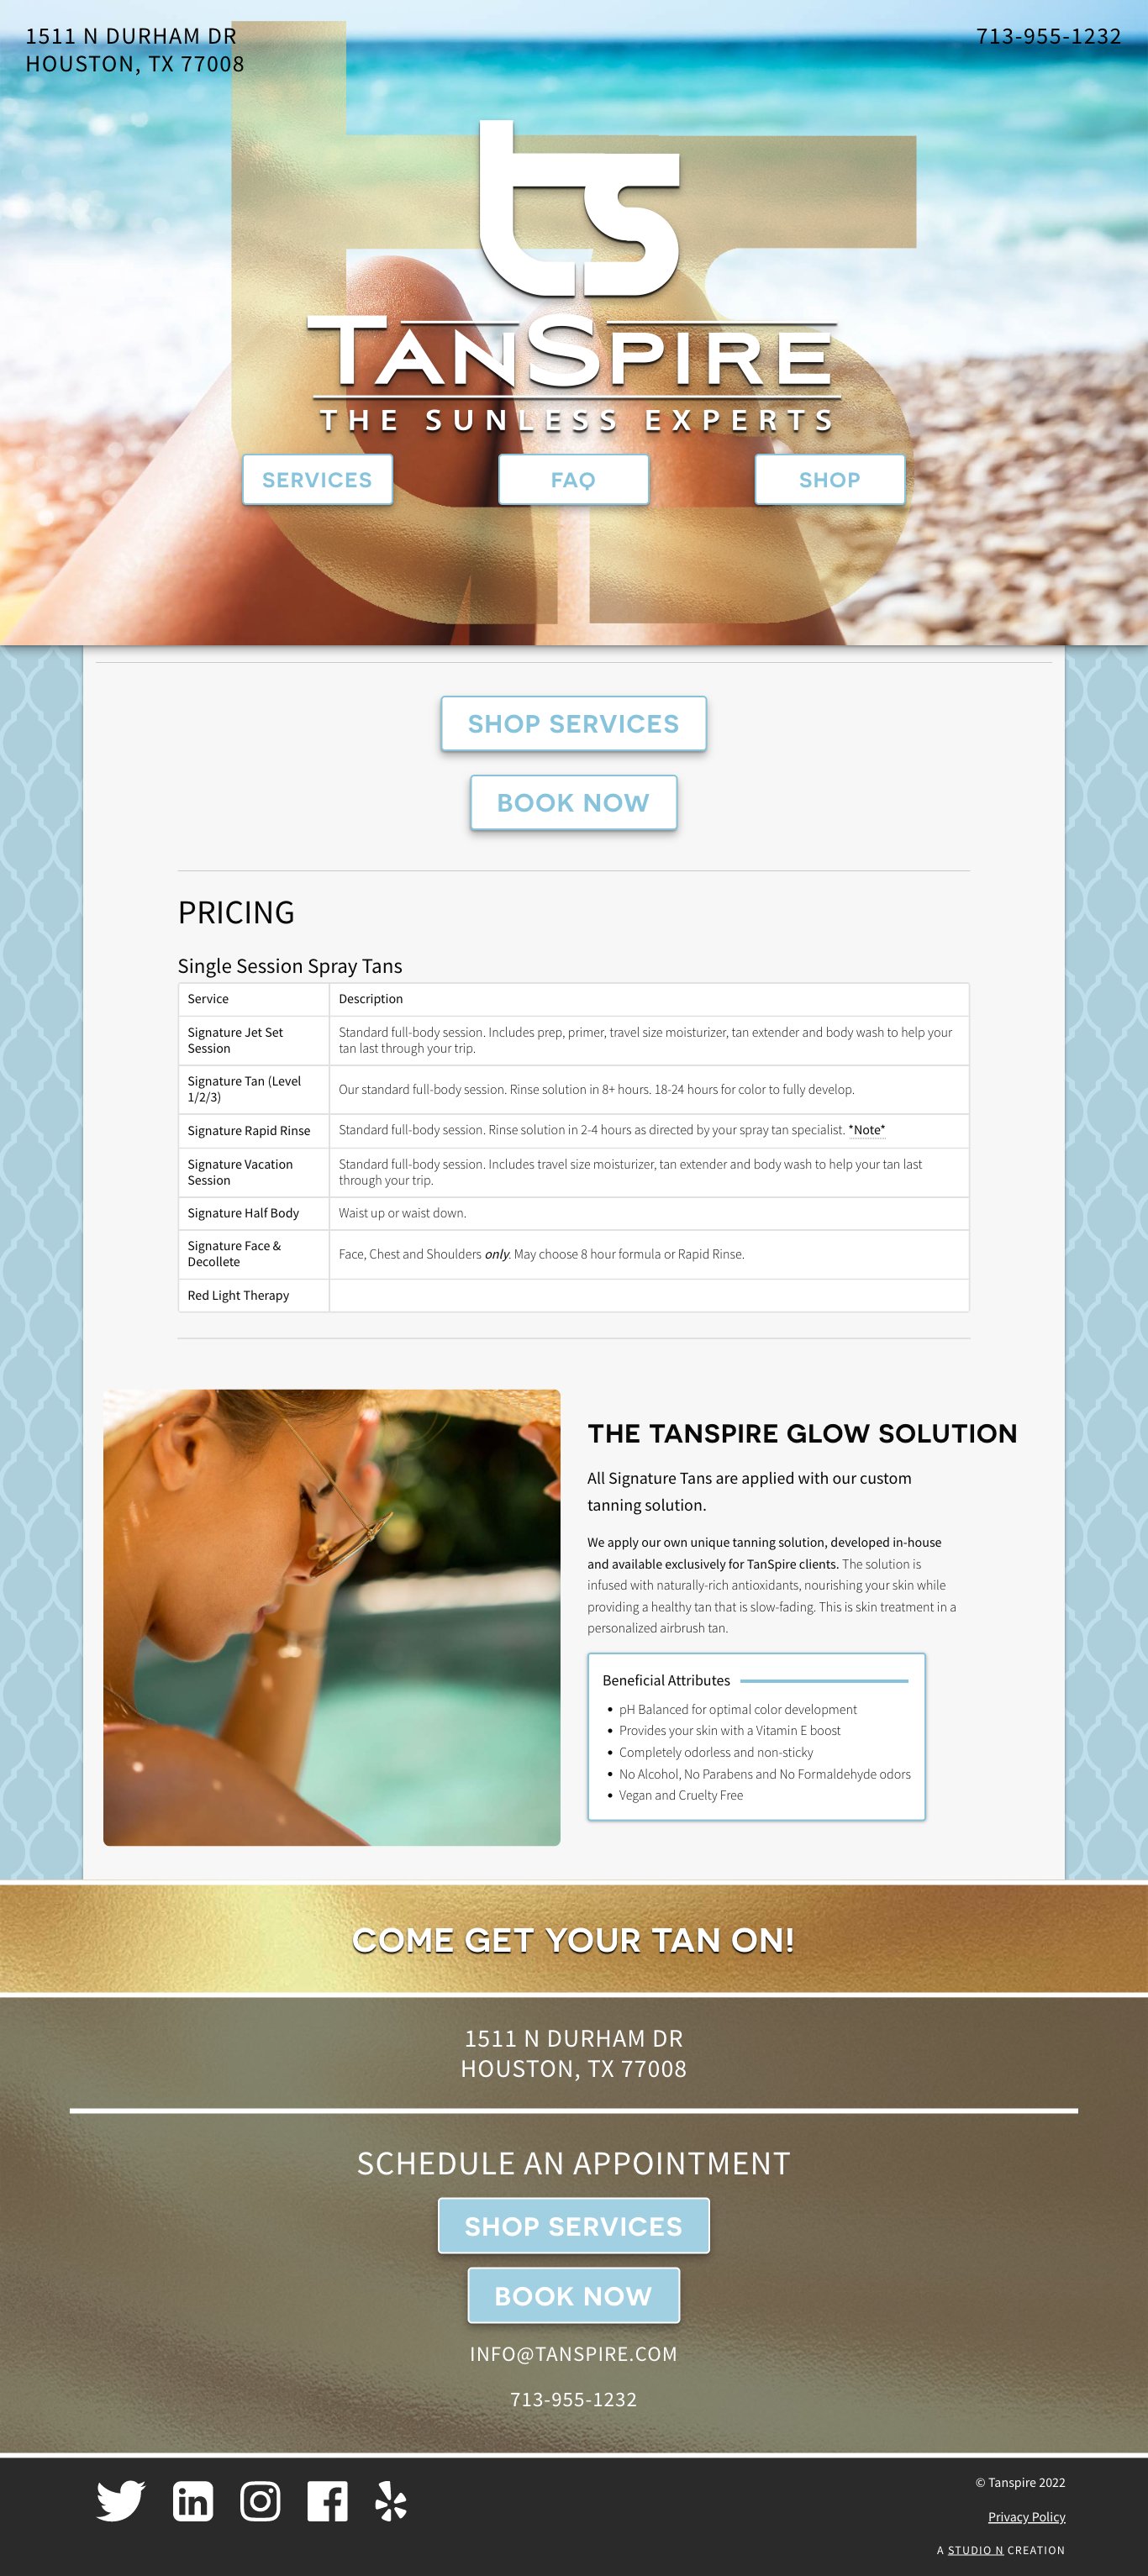 1511 N DURHAM DR
HOUSTON, TX 77008
713-955-1232
ts
TANSPIRE
THE SUNLESS EXPERTS
SERVICES
FAQ
SHOP
SHOP SERVICES
BOOK NOW
PRICING
Single Session Spray Tans
Service
Description
Signature Jet Set
Session
Standard full-body session. Includes prep, primer, travel size moisturizer, tan extender and body wash to help your
tan last through your trip.
Signature Tan (Level
1/2/3)
Our standard full-body session. Rinse solution in 8+ hours. 18-24 hours for color to fully develop.
Signature Rapid Rinse
Standard full-body session. Rinse solution in 2-4 hours as directed by your spray tan specialist. *Note*
Signature Vacation
Session
Standard full-body session. Includes travel size moisturizer, tan extender and body wash to help your tan last
through your trip.
Signature Half Body
Waist up or waist down.
Signature Face &
Decollete
Face, Chest and Shoulders only. May choose 8 hour formula or Rapid Rinse.
Red Light Therapy
THE TANSPIRE GLOW SOLUTION
All Signature Tans are applied with our custom
tanning solution.
We apply our own unique tanning solution, developed in-house
and available exclusively for TanSpire clients. The solution is
infused with naturally-rich antioxidants, nourishing your skin while
providing a healthy tan that is slow-fading. This is skin treatment in a
personalized airbrush tan.
Beneficial Attributes
• pH Balanced for optimal color development
• Provides your skin with a Vitamin E boost
• Completely odorless and non-sticky
• No Alcohol, No Parabens and No Formaldehyde odors
• Vegan and Cruelty Free
COME GET YOUR TAN ON!
1511 N DURHAM DR
HOUSTON, TX 77008
SCHEDULE AN APPOINTMENT
SHOP SERVICES
BOOK NOW
INFO@TANSPIRE.COM
713-955-1232
© Tanspire 2022
Privacy Policy
A STUDIO N CREATION